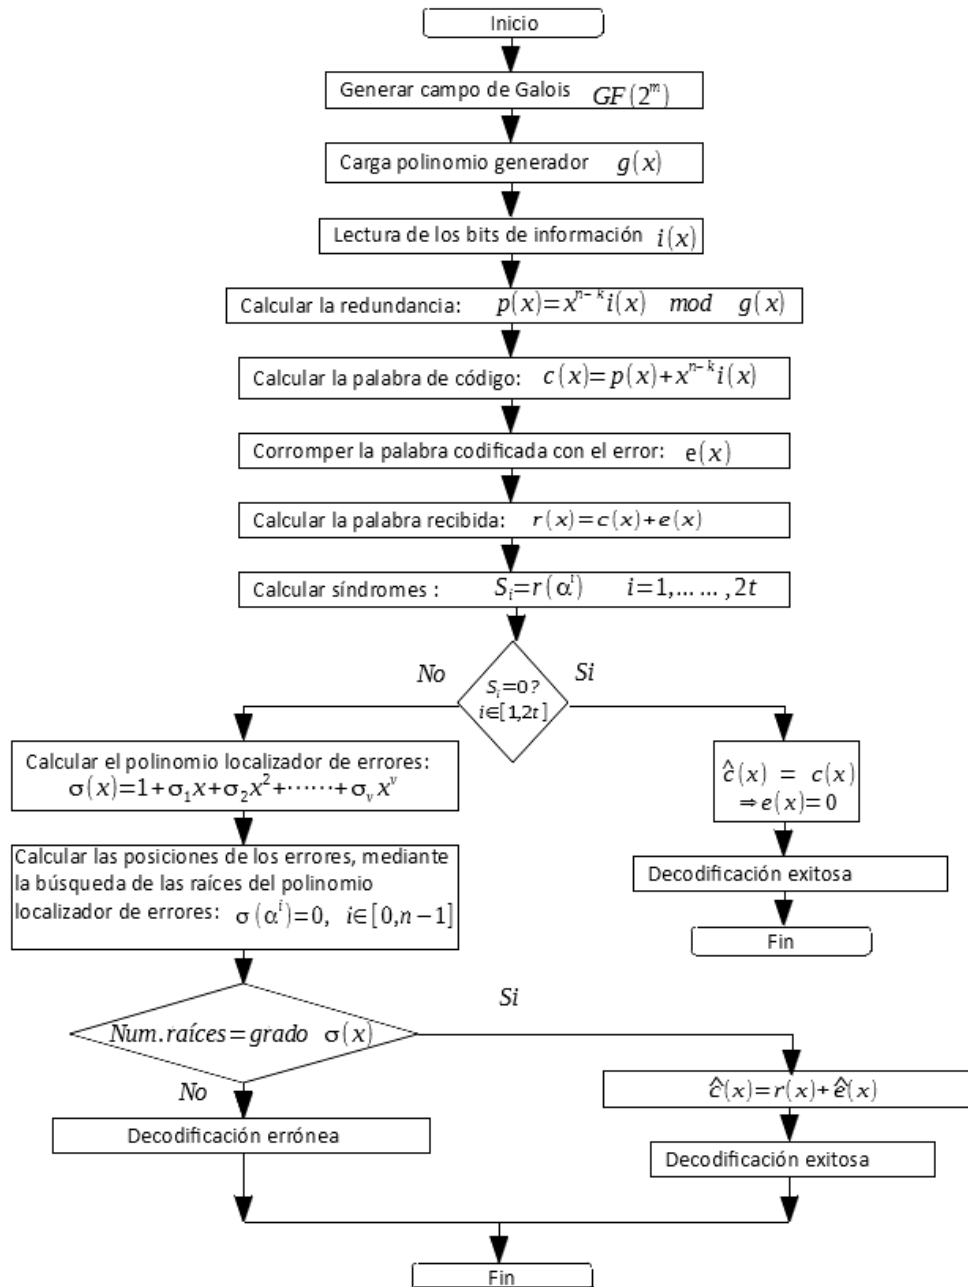 Inicio
Generar campo de Galois GF(2^m)
Carga polinomio generador g(x)
Lectura de los bits de información i(x)
Calcular la redundancia: p(x)=x^{n-k}i(x) mod g(x)
Calcular la palabra de código: c(x)=p(x)+x^{n-k}i(x)
Corromper la palabra codificada con el error: e(x)
Calcular la palabra recibida: r(x)=c(x)+e(x)
Calcular síndromes : S_i=r(α^i) i=1,... ...,2t
No
Si
S_i=0?
i∈[1,2t]
Calcular el polinomio localizador de errores:
σ(x)=1+σ_1x+σ_2x^2+⋯⋯+σ_vx^v
ĉ(x) = c(x)
⇒e(x)=0
Calcular las posiciones de los errores, mediante
la búsqueda de las raíces del polinomio
localizador de errores: σ(α^i)=0, i∈[0,n−1]
Decodificación exitosa
Fin
Si
Num.raíces=grado σ(x)
No
ĉ(x)=r(x)+ê(x)
Decodificación errónea
Decodificación exitosa
Fin